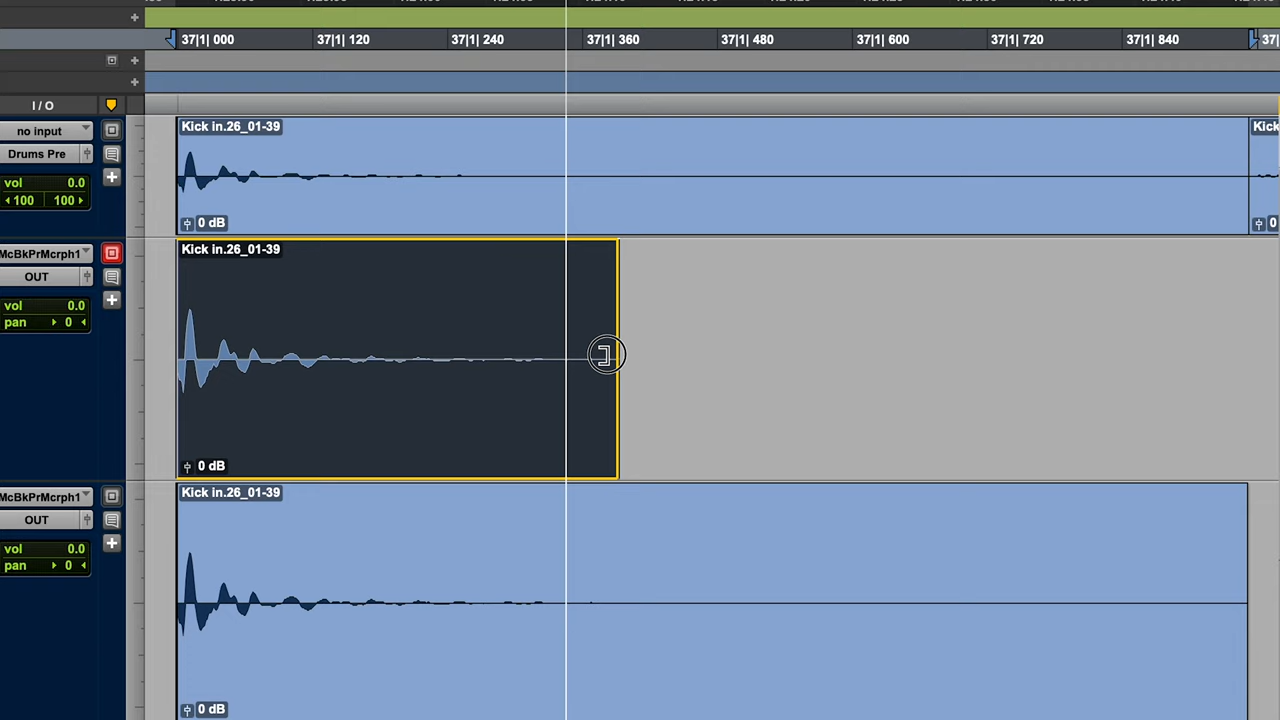 37|1| 000 37|1| 120 37|1| 240 37|1| 360 37|1| 480 37|1| 600 37|1| 720 37|1| 840 37|
I / O
no input
Drums Pre
vol 0.0
100 100
Kick in.26_01-39
0 dB
Kick
0
McBkPrMcrph1
OUT
vol 0.0
pan 0
Kick in.26_01-39
0 dB
McBkPrMcrph1
OUT
vol 0.0
pan 0
Kick in.26_01-39
0 dB